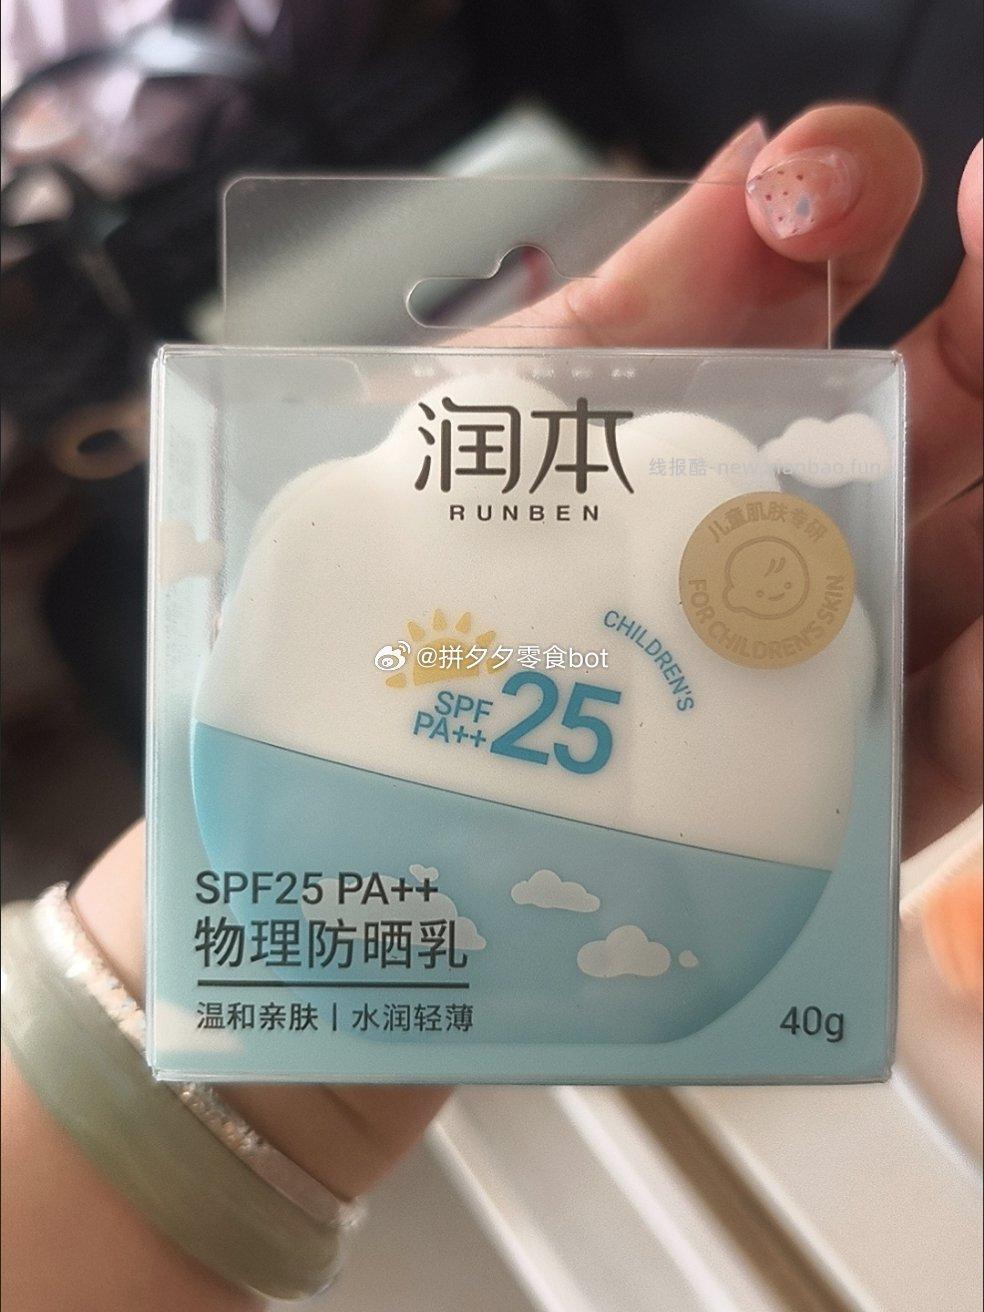 润本
RUNBEN
线报酷-new.xianbao.fun
儿童肌肤专研
FOR CHILDREN'S SKIN
CHILDREN'S
@拼夕夕零食bot
SPF
PA++
25
SPF25 PA++
物理防晒乳
温和亲肤 | 水润轻薄
40g